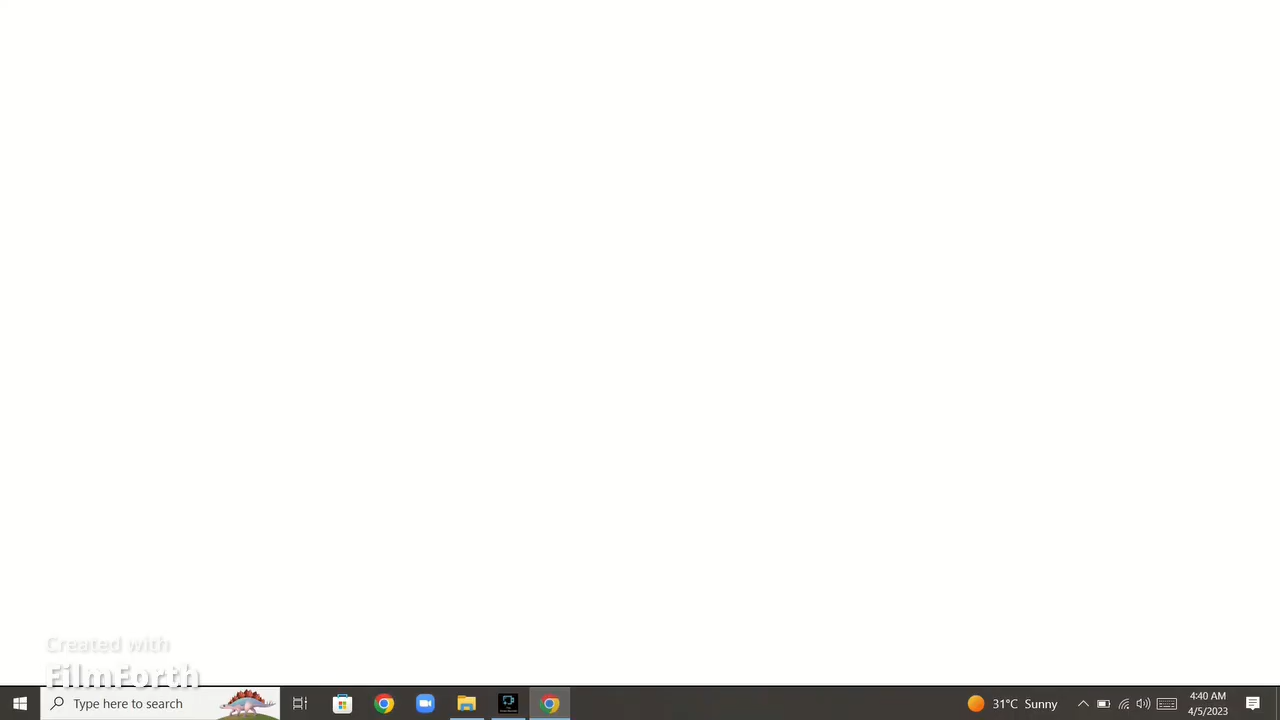 Created with
FilmForth
Type here to search
31°C Sunny
4:40 AM
4/5/2023